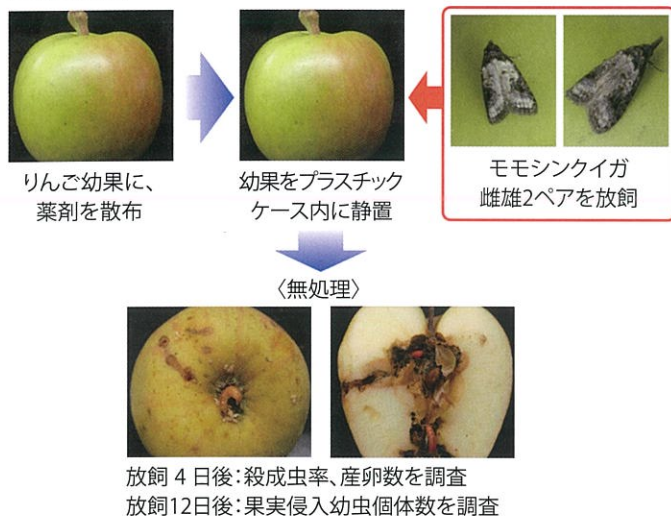 りんご幼果に、
薬剤を散布
幼果をプラスチック
ケース内に静置
モモシンクイガ
雌雄2ペアを放飼
〈無処理〉
放飼 4 日後：殺成虫率、産卵数を調査
放飼12日後：果実侵入幼虫個体数を調査